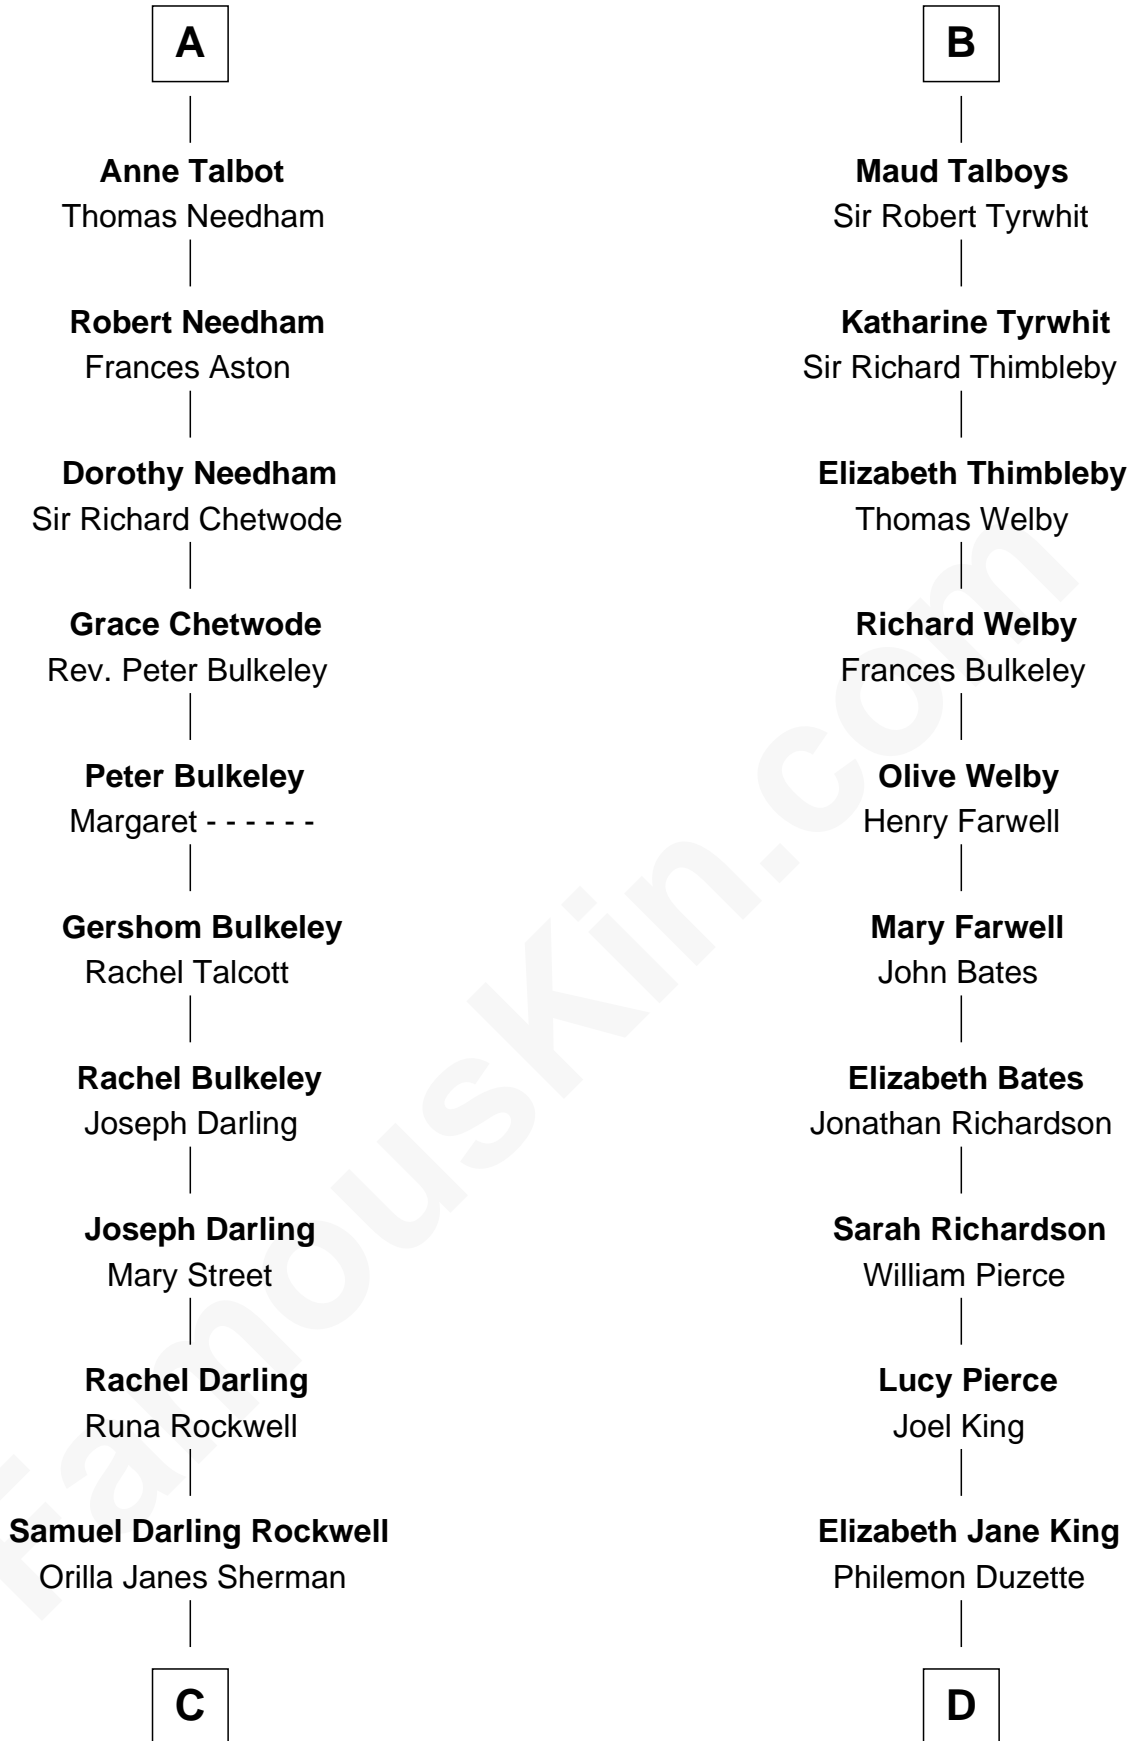 A
Anne Talbot
Thomas Needham
Robert Needham
Frances Aston
Dorothy Needham
Sir Richard Chetwode
Grace Chetwode
Rev. Peter Bulkeley
Peter Bulkeley
Margaret - - - - - -
Gershom Bulkeley
Rachel Talcott
Rachel Bulkeley
Joseph Darling
Joseph Darling
Mary Street
Rachel Darling
Runa Rockwell
Samuel Darling Rockwell
Orilla Janes Sherman
C
B
Maud Talboys
Sir Robert Tyrwhit
Katharine Tyrwhit
Sir Richard Thimbleby
Elizabeth Thimbleby
Thomas Welby
Richard Welby
Frances Bulkeley
Olive Welby
Henry Farwell
Mary Farwell
John Bates
Elizabeth Bates
Jonathan Richardson
Sarah Richardson
William Pierce
Lucy Pierce
Joel King
Elizabeth Jane King
Philemon Duzette
D
FamousKin.com